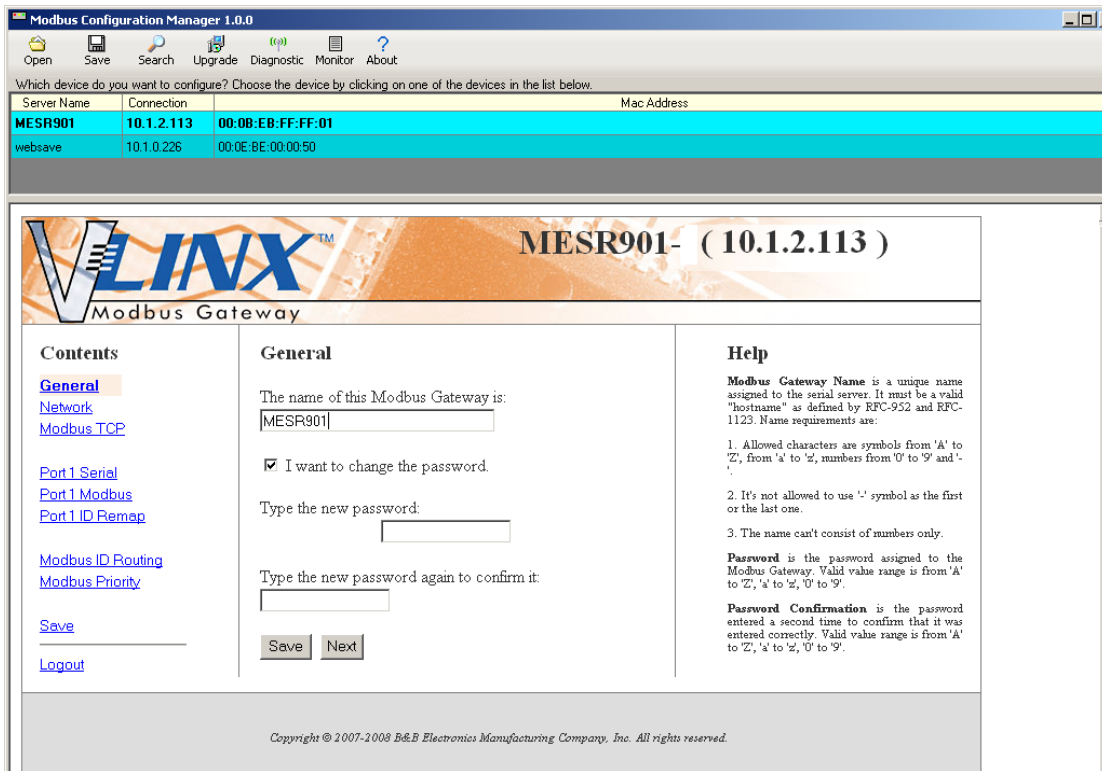 Modbus Configuration Manager 1.0.0
Open Save Search Upgrade Diagnostic Monitor About
Which device do you want to configure? Choose the device by clicking on one of the devices in the list below.
Server Name Connection Mac Address
MESR901 10.1.2.113 00:0B:EB:FF:FF:01
websave 10.1.0.226 00:0E:BE:00:00:50
VLINX™
Modbus Gateway
MESR901- ( 10.1.2.113 )
Contents
General
Network
Modbus TCP
Port 1 Serial
Port 1 Modbus
Port 1 ID Remap
Modbus ID Routing
Modbus Priority
Save
Logout
General
The name of this Modbus Gateway is:
MESR901
I want to change the password.
Type the new password:
Type the new password again to confirm it:
Save Next
Help
Modbus Gateway Name is a unique name
assigned to the serial server. It must be a valid
"hostname" as defined by RFC-952 and RFC-
1123. Name requirements are:
1. Allowed characters are symbols from 'A' to
'Z', from 'a' to 'z', numbers from '0' to '9' and '-
'.
2. It's not allowed to use '-' symbol as the first
or the last one.
3. The name can't consist of numbers only.
Password is the password assigned to the
Modbus Gateway. Valid value range is from 'A'
to 'Z', 'a' to 'z', '0' to '9'.
Password Confirmation is the password
entered a second time to confirm that it was
entered correctly. Valid value range is from 'A'
to 'Z', 'a' to 'z', '0' to '9'.
Copyright © 2007-2008 B&B Electronics Manufacturing Company, Inc. All rights reserved.